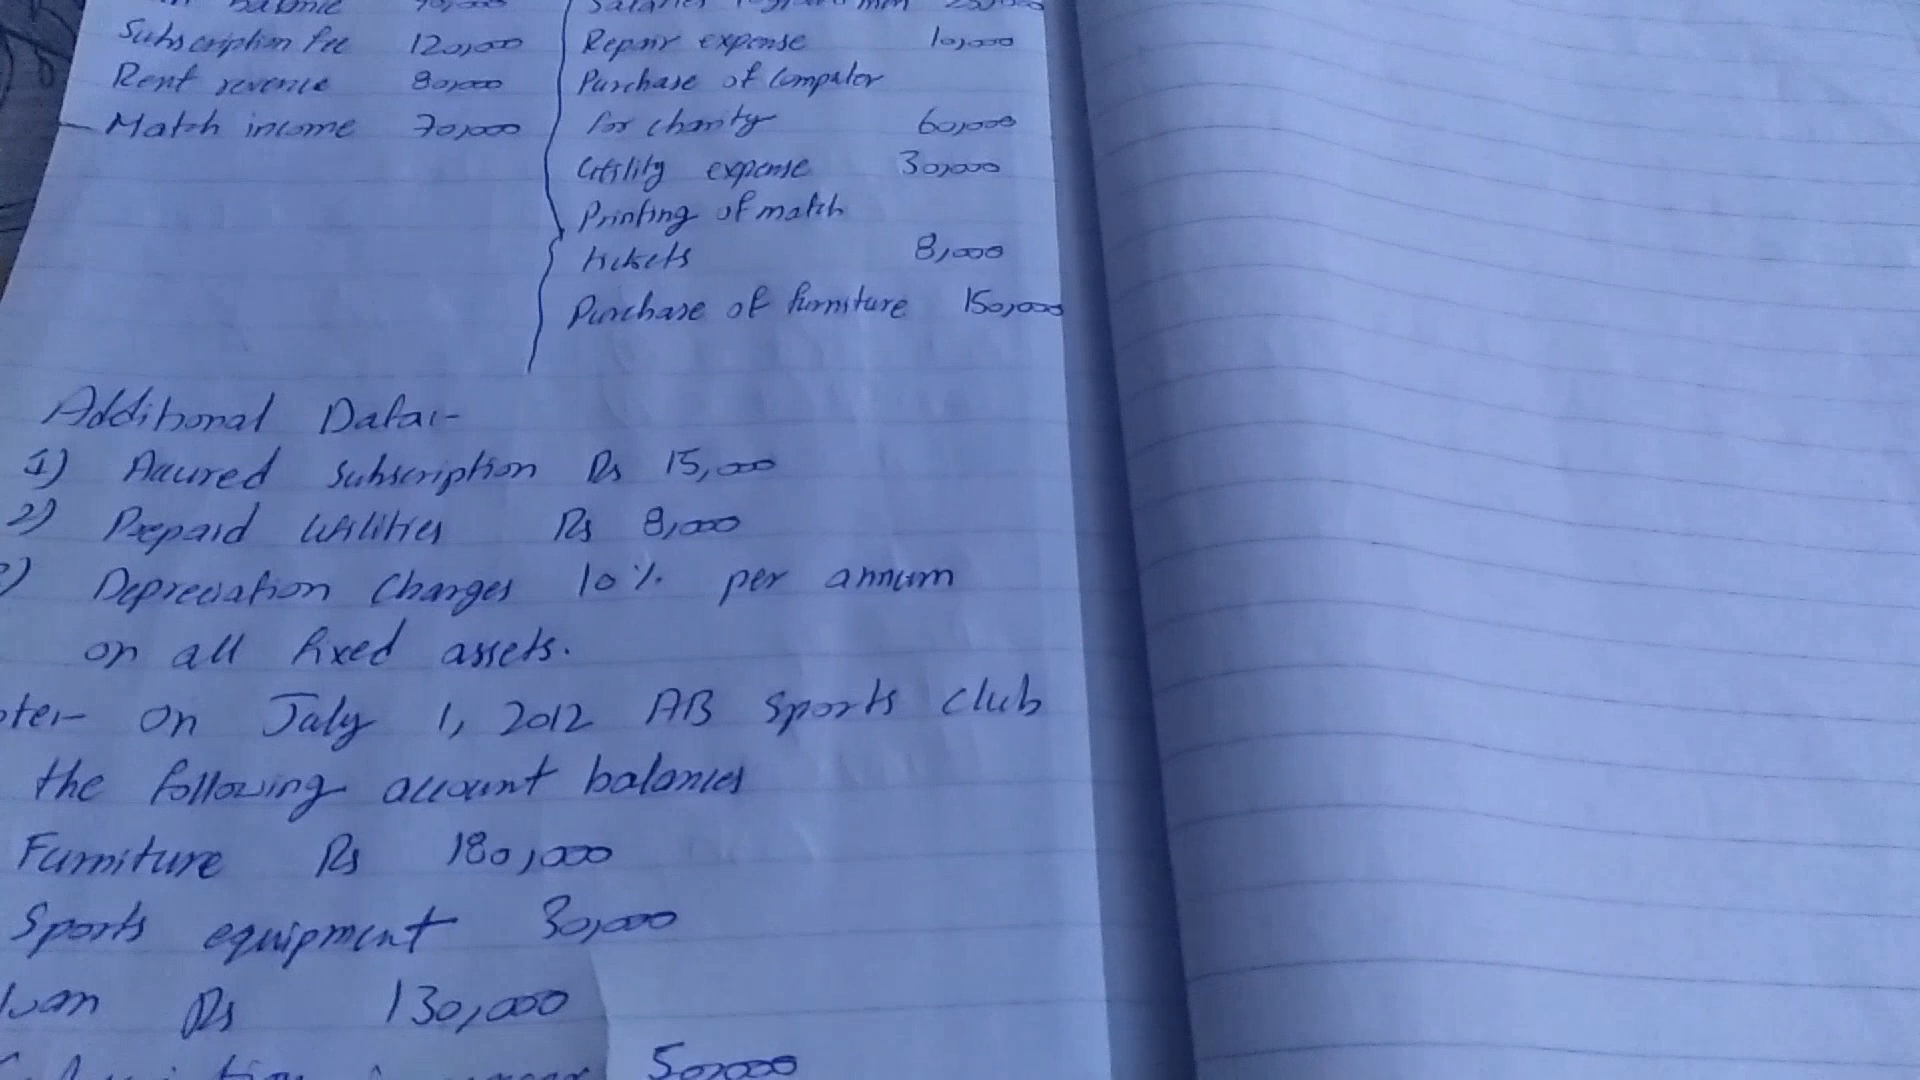 balance
Subscription fee 120,000
Rent revenue 80,000
Match income 70,000
Salaries
Repair expense 10,000
Purchase of Computer
for charity 60,000
Utility expense 30,000
Printing of match
tickets 8,000
Purchase of furniture 150,000
Additional Data:-
1) Accured subscription Rs 15,000
2) Prepaid Utilities Rs 8,000
Depreciation Charges 10% per annum
on all fixed assets.
On July 1, 2012 AB Sports club
the following account balances
Furniture Rs 180,000
Sports equipment 30,000
Loan Rs 130,000
50,000